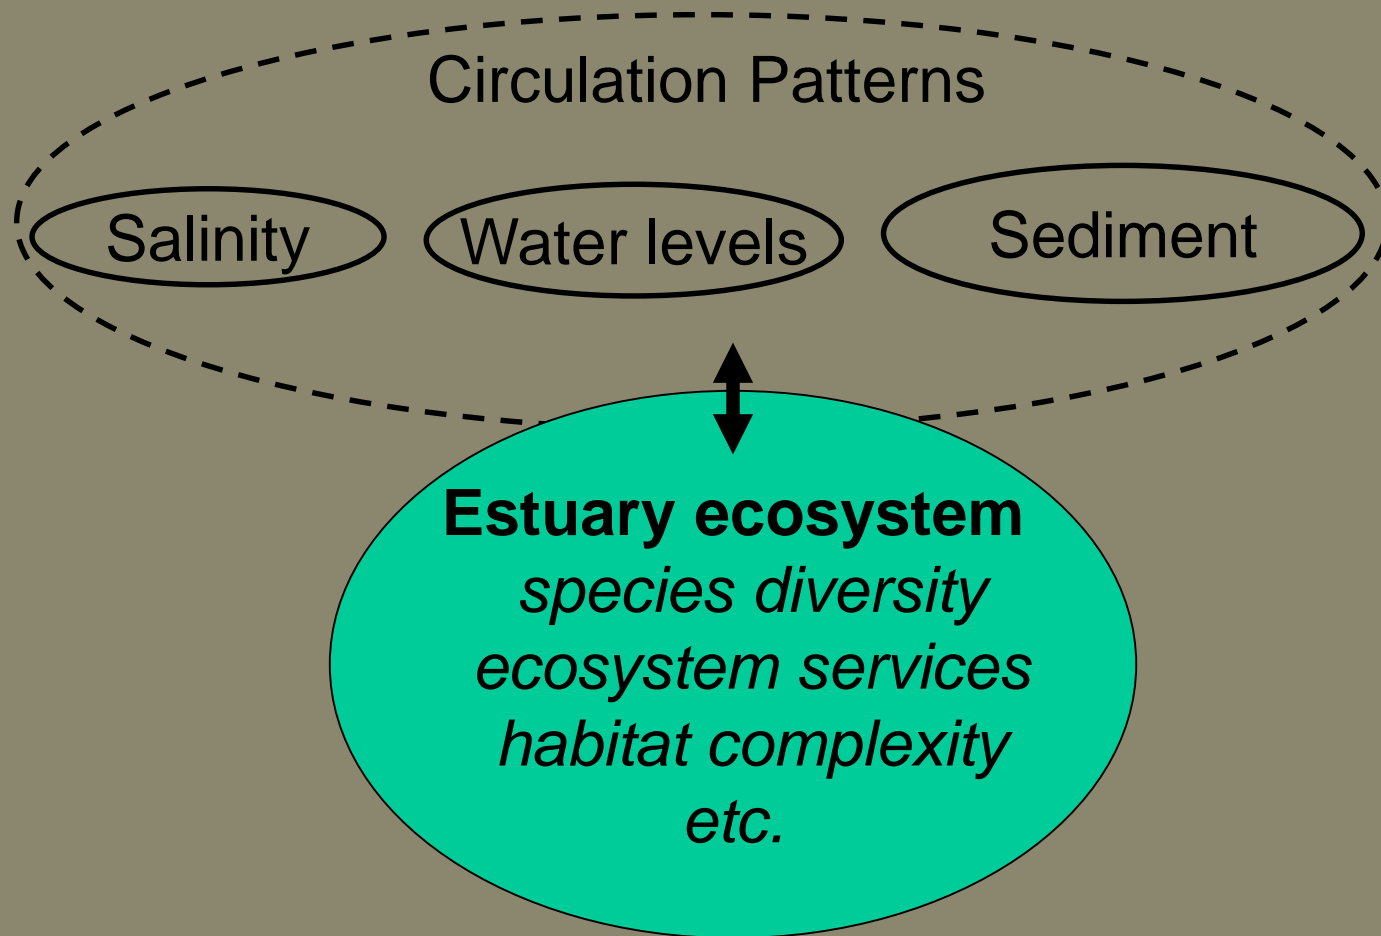 Circulation Patterns
Salinity
Water levels
Sediment
Estuary ecosystem
species diversity
ecosystem services
habitat complexity
etc.